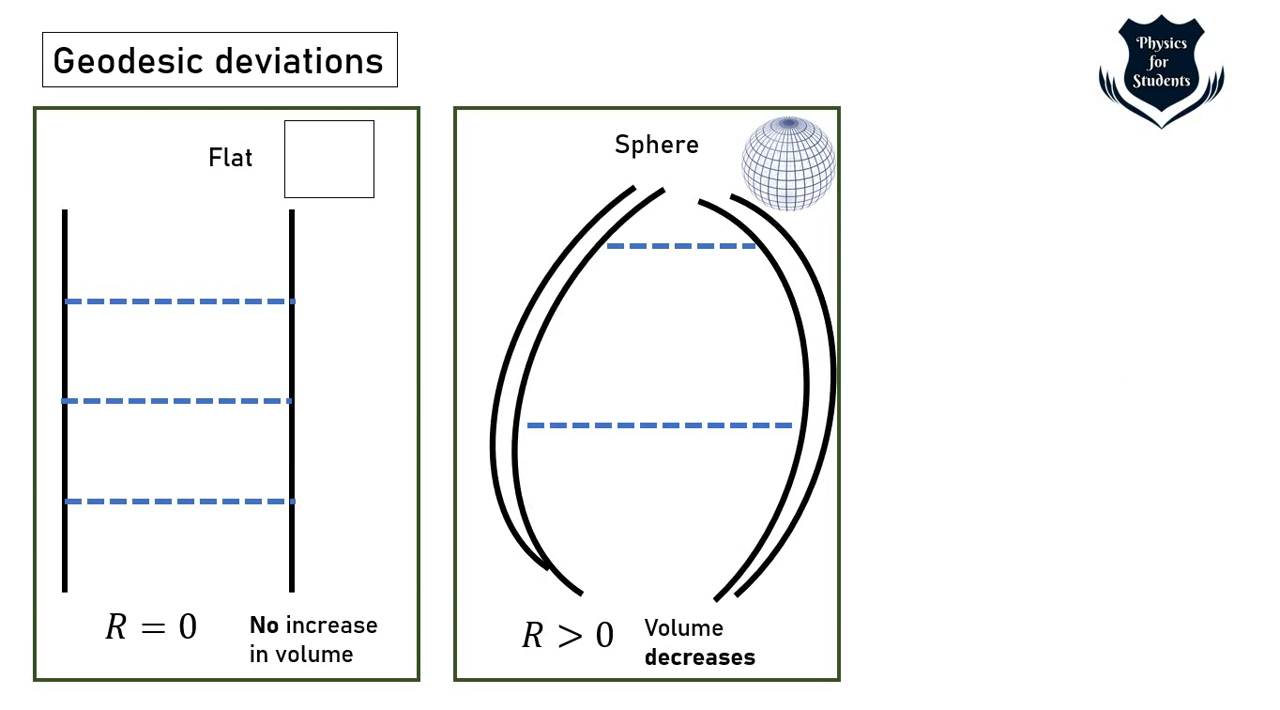 Geodesic deviations
Physics
for
Students
Flat
Sphere
R = 0
No increase
in volume
R > 0
Volume
decreases